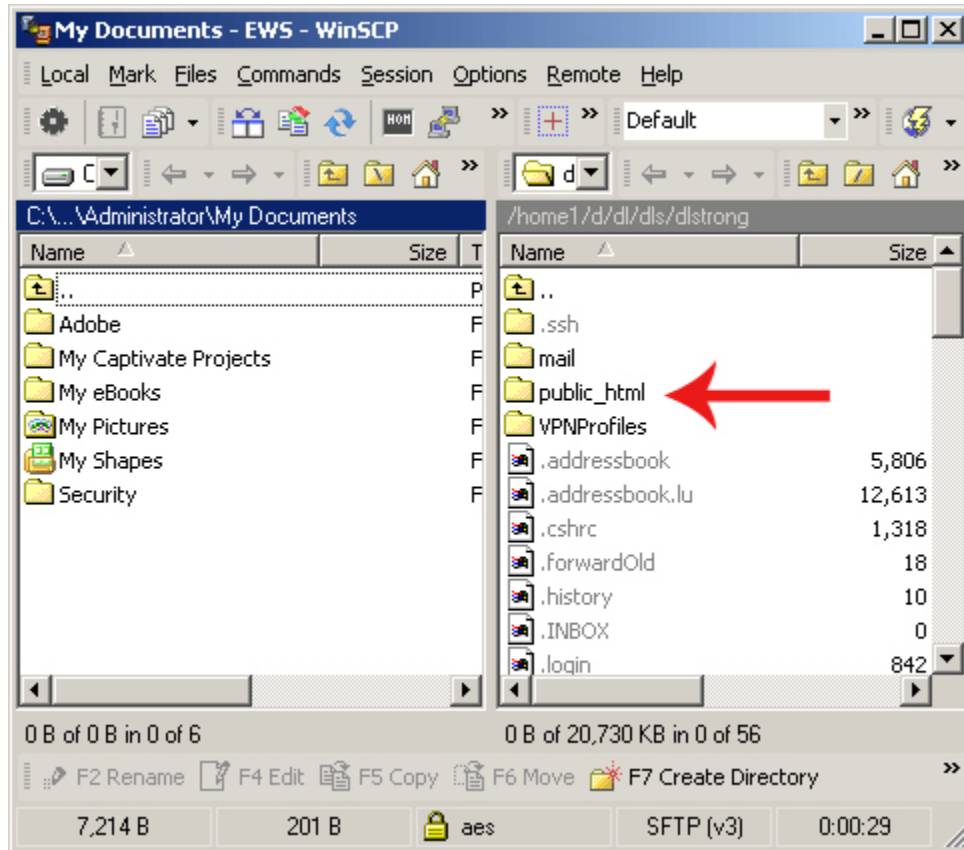 My Documents - EWS - WinSCP
Local Mark Files Commands Session Options Remote Help
HOM » » Default »
C » d »
C:\...\Administrator\My Documents
/home1/d/dl/dls/dlstrong
Name Size T
..  P
Adobe F
My Captivate Projects F
My eBooks F
My Pictures F
My Shapes F
Security F
Name Size
..
.ssh
mail
public_html
VPNProfiles
.addressbook 5,806
.addressbook.lu 12,613
.cshrc 1,318
.forwardOld 18
.history 10
.INBOX 0
.login 842
0 B of 0 B in 0 of 6
0 B of 20,730 KB in 0 of 56
F2 Rename F4 Edit F5 Copy F6 Move F7 Create Directory »
7,214 B 201 B aes SFTP (v3) 0:00:29